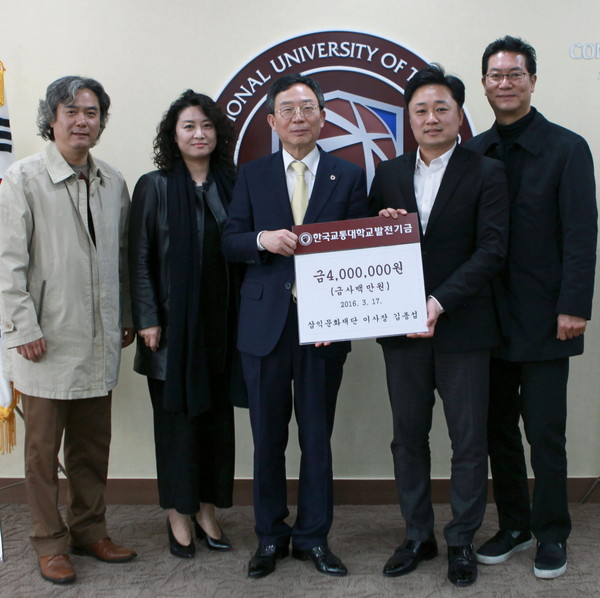 NATIONAL UNIVERSITY OF T
CON
한국교통대학교발전기금
금4,000,000원
(금사백만원)
2016. 3. 17.
삼익문화재단 이사장 김종섭